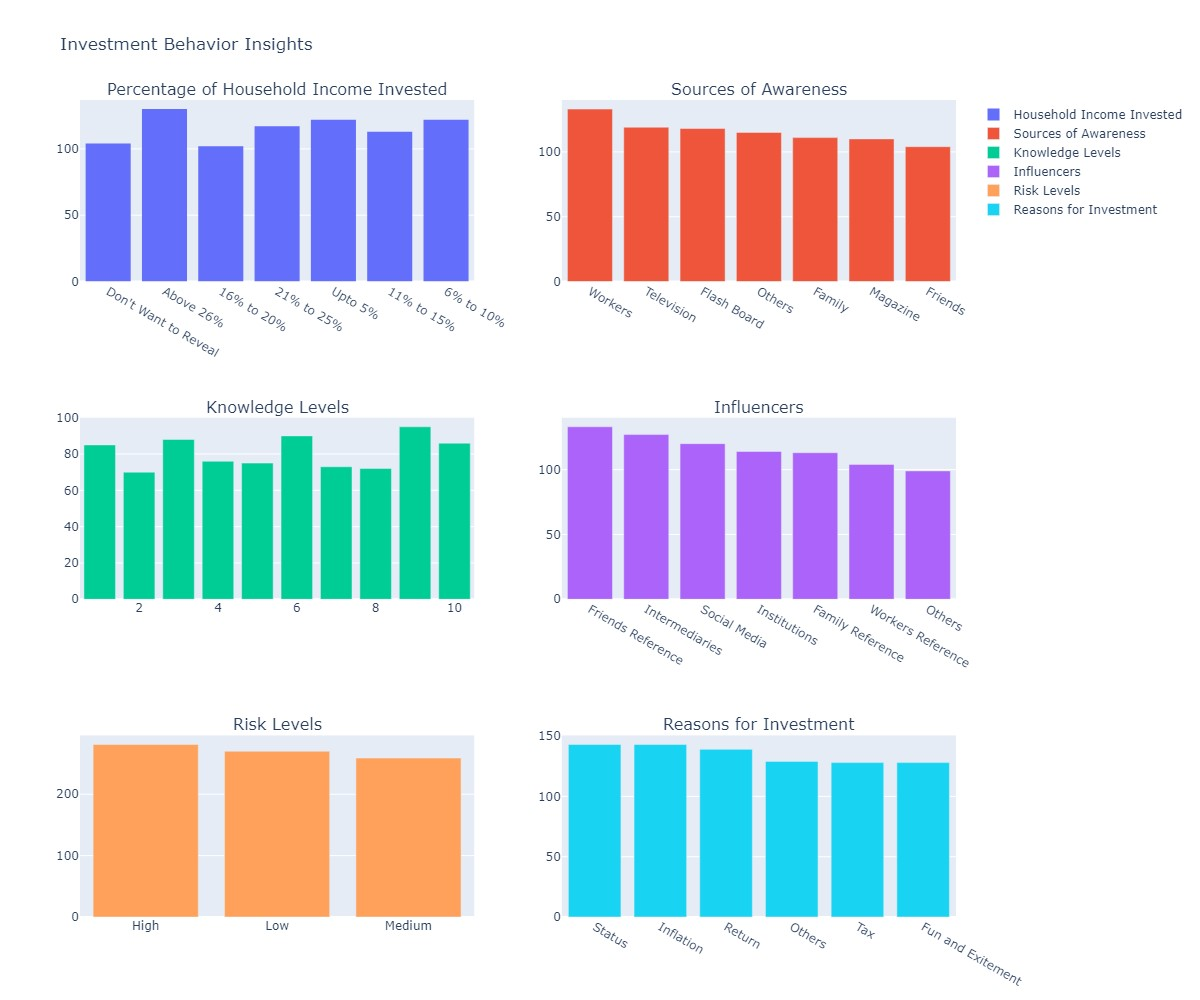 Investment Behavior Insights
Percentage of Household Income Invested
100
50
0
Don't Want to Reveal
Above 26%
16% to 20%
21% to 25%
Upto 5%
11% to 15%
6% to 10%
Sources of Awareness
100
50
0
Workers
Television
Flash Board
Others
Family
Magazine
Friends
Household Income Invested
Sources of Awareness
Knowledge Levels
Influencers
Risk Levels
Reasons for Investment
Knowledge Levels
100
80
60
40
20
0
2
4
6
8
10
Influencers
100
50
0
Friends Reference
Intermediaries
Social Media
Institutions
Family Reference
Workers Reference
Others
Risk Levels
200
100
0
High
Low
Medium
Reasons for Investment
150
100
50
0
Status
Inflation
Return
Others
Tax
Fun and Exitement